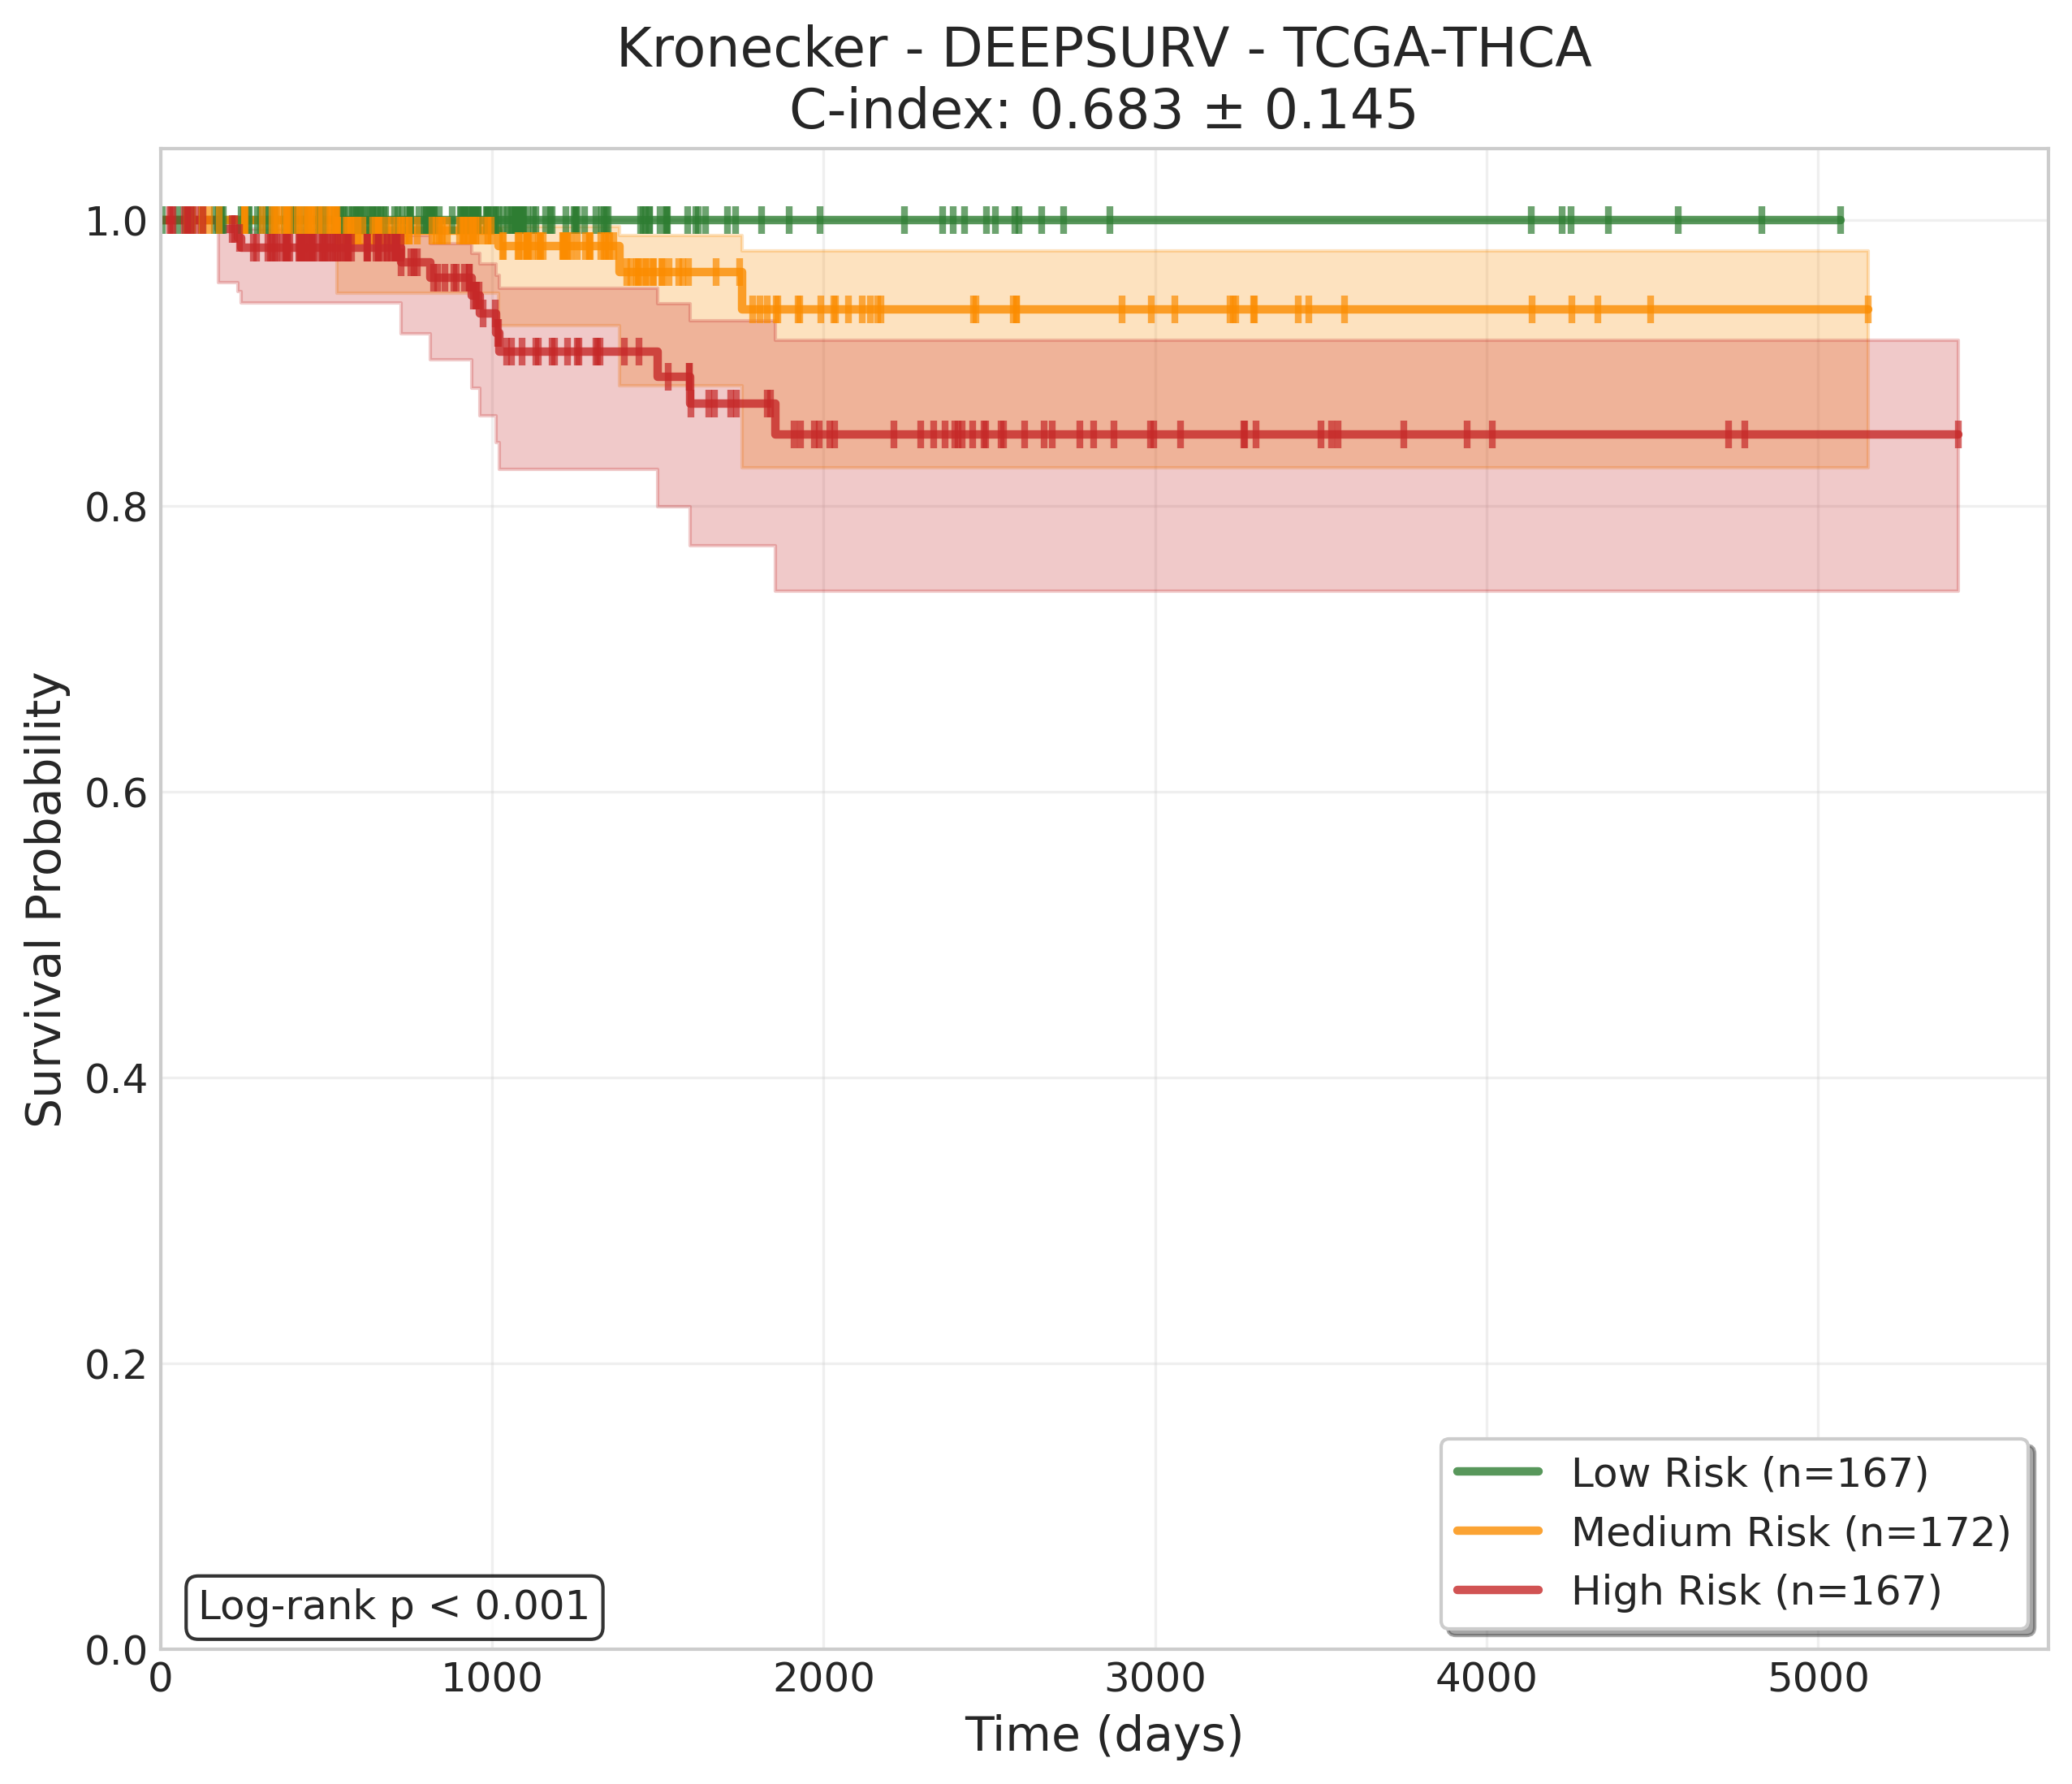 Kronecker - DEEPSURV - TCGA-THCA
C-index: 0.683 ± 0.145
Survival Probability
1.0
0.8
0.6
0.4
0.2
0.0
0 1000 2000 3000 4000 5000
Time (days)
Log-rank p < 0.001
Low Risk (n=167)
Medium Risk (n=172)
High Risk (n=167)